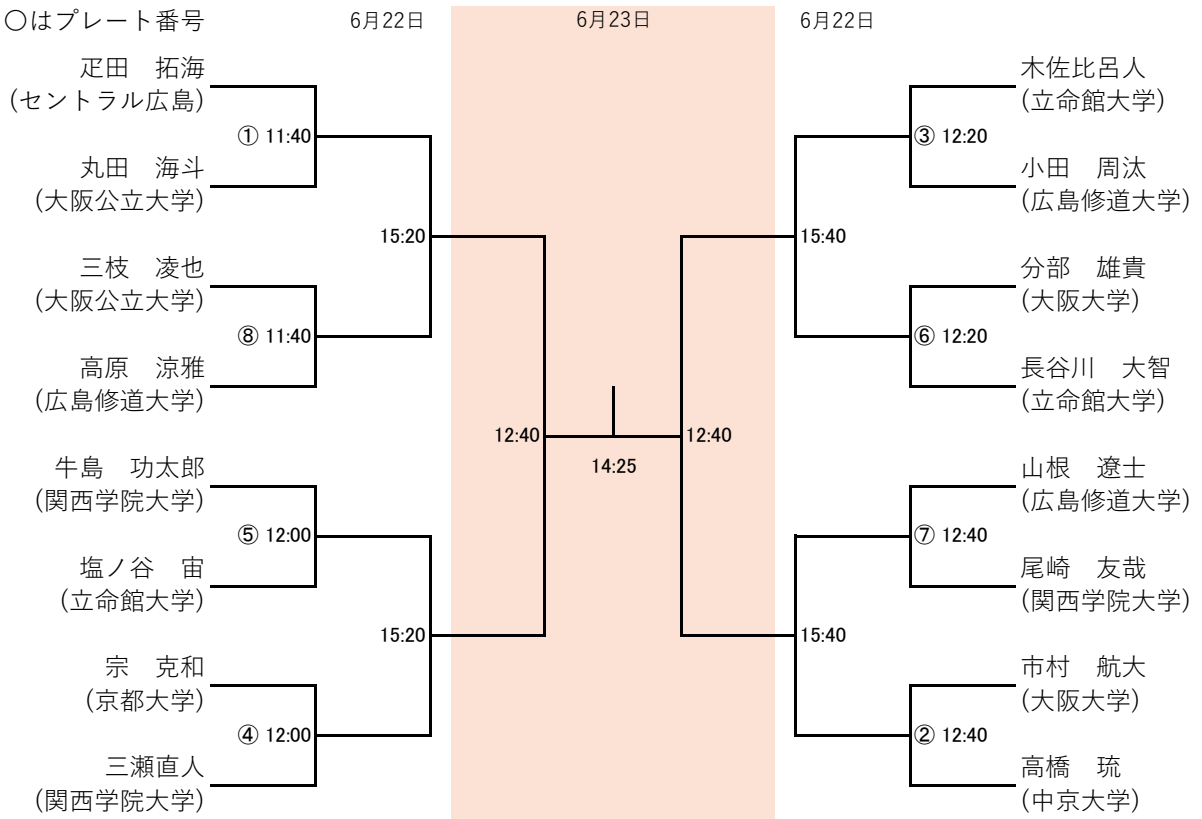 〇はプレート番号
6月22日
6月23日
6月22日
疋田 拓海
(セントラル広島)
① 11:40
丸田 海斗
(大阪公立大学)
15:20
三枝 凌也
(大阪公立大学)
⑧ 11:40
高原 涼雅
(広島修道大学)
12:40
牛島 功太郎
(関西学院大学)
⑤ 12:00
塩ノ谷 宙
(立命館大学)
15:20
宗 克和
(京都大学)
④ 12:00
三瀬直人
(関西学院大学)
14:25
木佐比呂人
(立命館大学)
③ 12:20
小田 周汰
(広島修道大学)
15:40
分部 雄貴
(大阪大学)
⑥ 12:20
長谷川 大智
(立命館大学)
12:40
山根 遼士
(広島修道大学)
⑦ 12:40
尾崎 友哉
(関西学院大学)
15:40
市村 航大
(大阪大学)
② 12:40
高橋 琉
(中京大学)